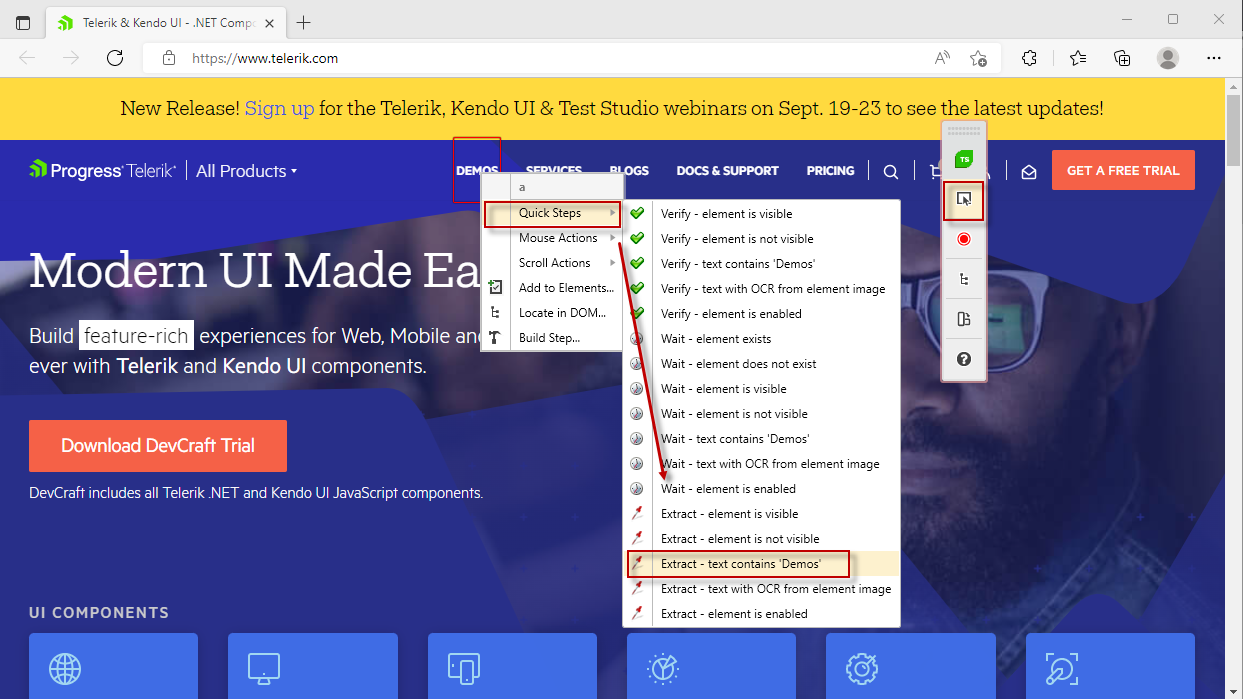 Telerik & Kendo UI - .NET Compo
https://www.telerik.com
New Release! Sign up for the Telerik, Kendo UI & Test Studio webinars on Sept. 19-23 to see the latest updates!
Progress Telerik
All Products
DEMOS SERVICES BLOGS DOCS & SUPPORT PRICING
GET A FREE TRIAL
TS
Modern UI Made Ea
Build feature-rich experiences for Web, Mobile and
ever with Telerik and Kendo UI components.
Download DevCraft Trial
DevCraft includes all Telerik .NET and Kendo UI JavaScript components.
UI COMPONENTS
a
Quick Steps
Mouse Actions
Scroll Actions
Add to Elements...
Locate in DOM...
Build Step...
Verify - element is visible
Verify - element is not visible
Verify - text contains 'Demos'
Verify - text with OCR from element image
Verify - element is enabled
Wait - element exists
Wait - element does not exist
Wait - element is visible
Wait - element is not visible
Wait - text contains 'Demos'
Wait - text with OCR from element image
Wait - element is enabled
Extract - element is visible
Extract - element is not visible
Extract - text contains 'Demos'
Extract - text with OCR from element image
Extract - element is enabled